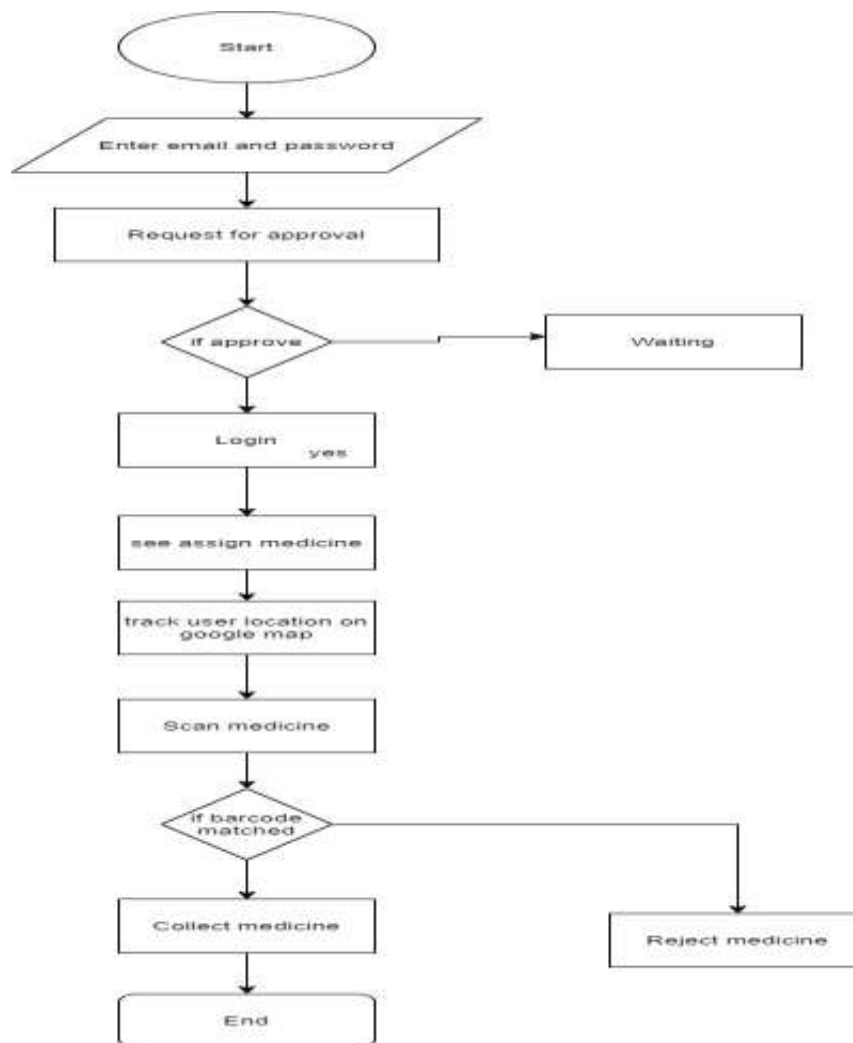 Start
Enter email and password
Request for approval
if approve
Waiting
Login
yes
see assign medicine
track user location on
google map
Scan medicine
if barcode
matched
Collect medicine
Reject medicine
End